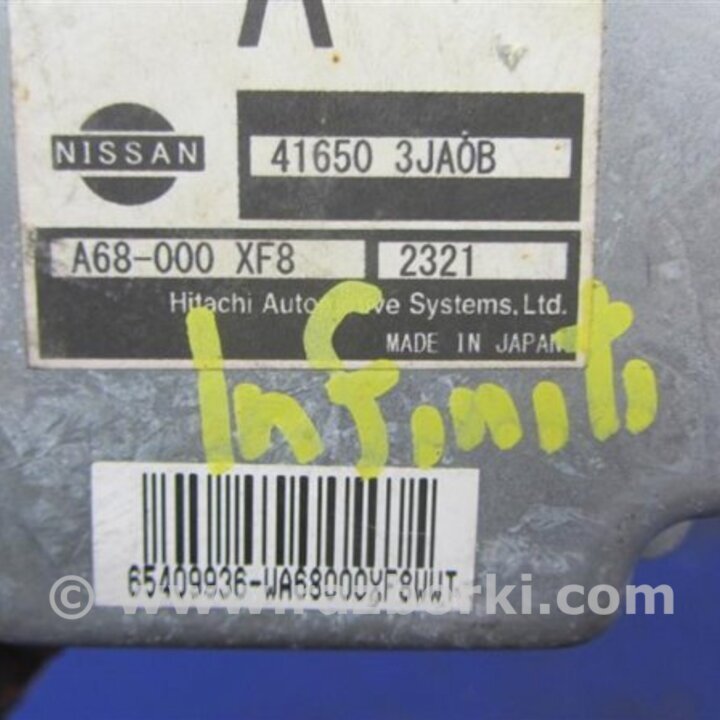 A
NISSAN
41650 3JA0B
A68-000 XF8
2321
Hitachi Automotive Systems, Ltd.
MADE IN JAPAN
Infiniti
65409936-WA68000XF8WWT
© www.razborki.com